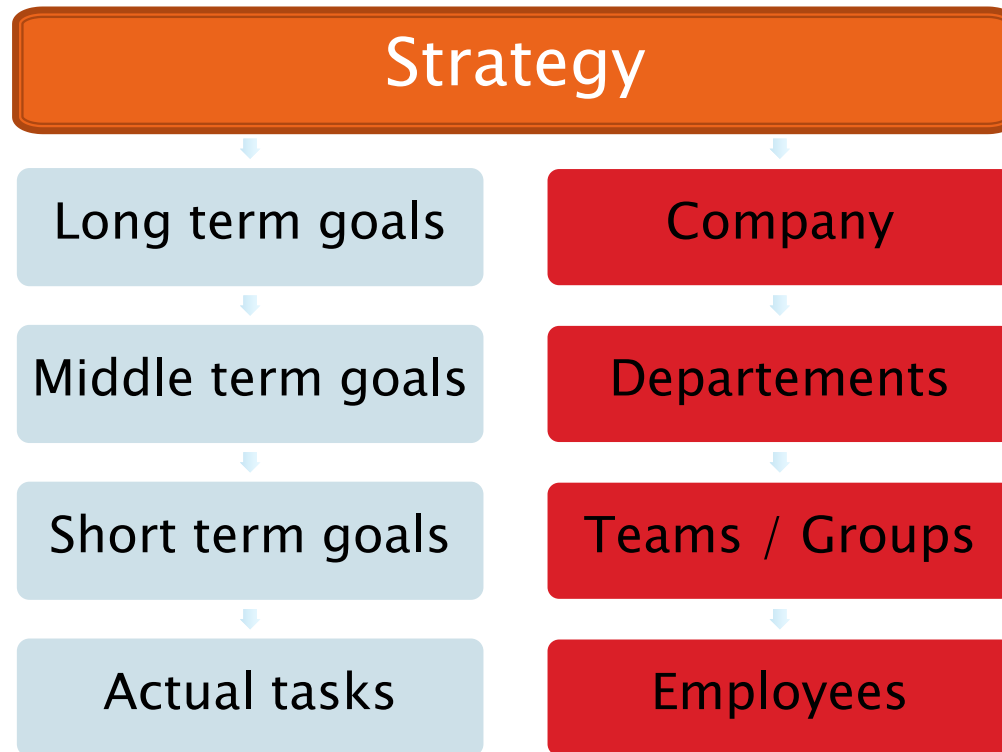 Strategy
Long term goals
Company
Middle term goals
Departements
Short term goals
Teams / Groups
Actual tasks
Employees